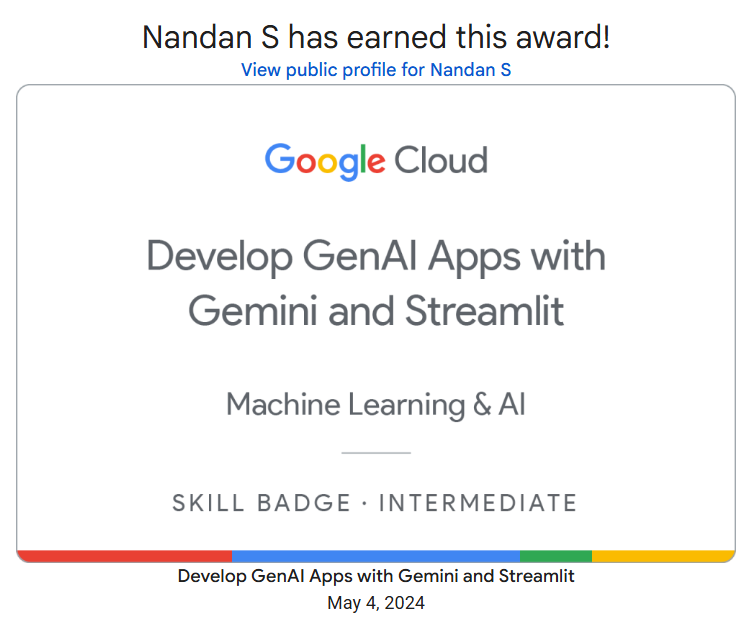 Nandan S has earned this award!
View public profile for Nandan S
Google Cloud
Develop GenAI Apps with
Gemini and Streamlit
Machine Learning & AI
SKILL BADGE · INTERMEDIATE
Develop GenAI Apps with Gemini and Streamlit
May 4, 2024